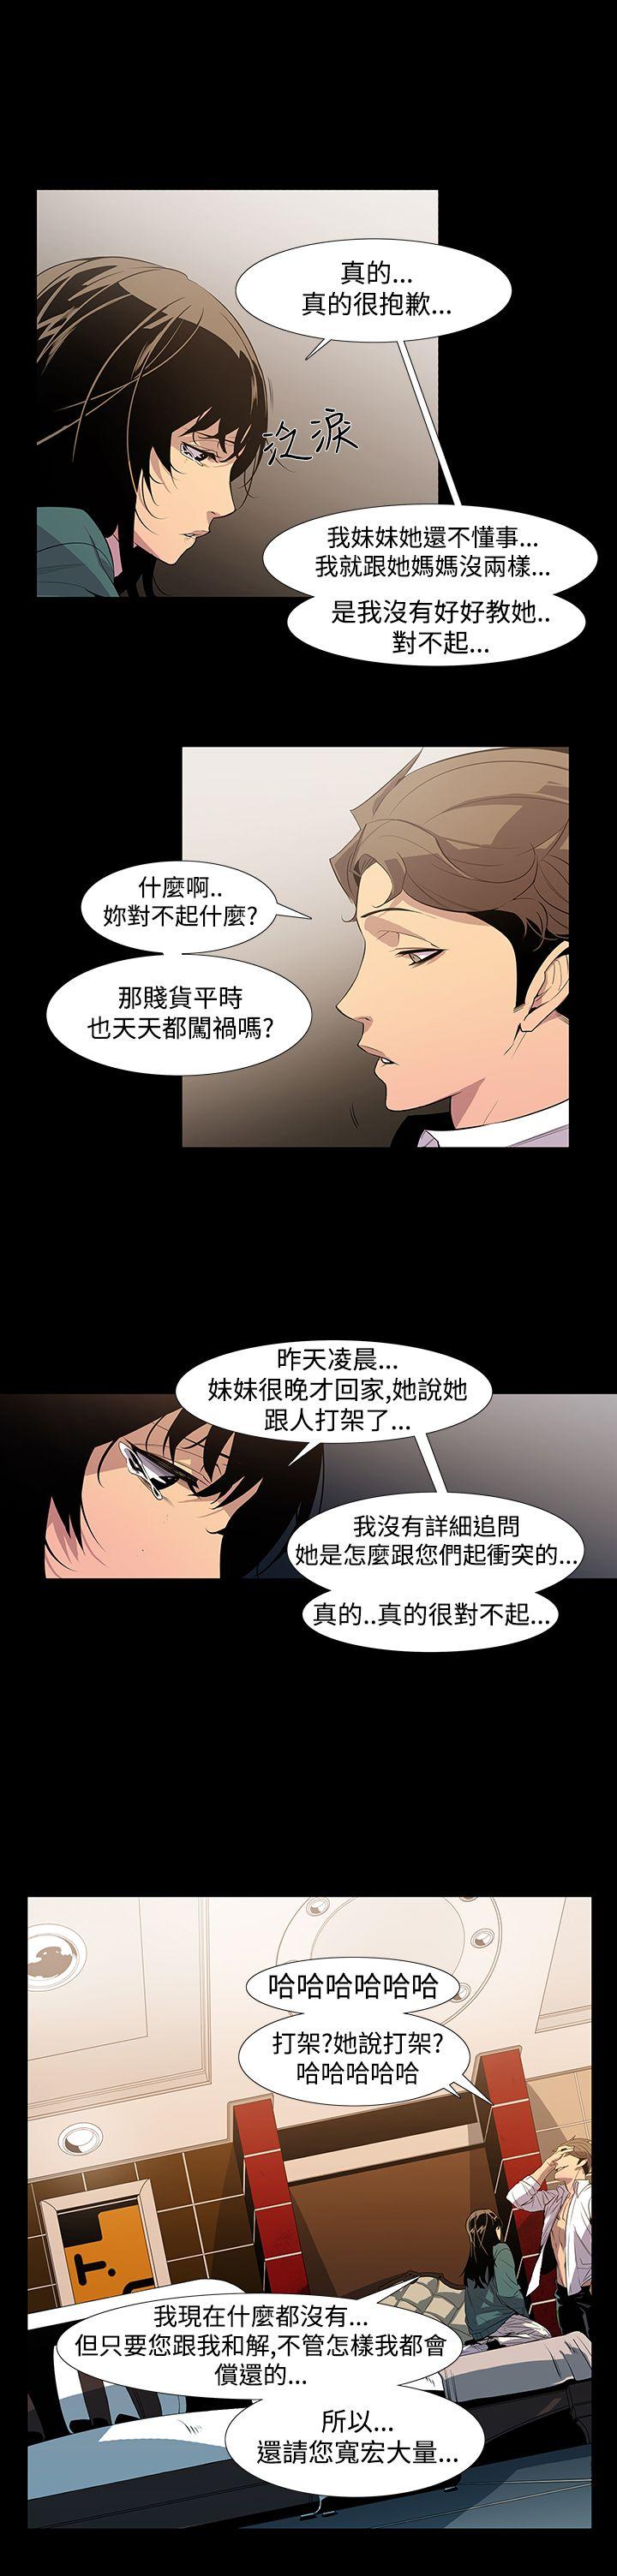 真的...
真的很抱歉...
泣淚
我妹妹她還不懂事...
我就跟她媽媽沒兩樣...
是我沒有好好教她..
對不起...
什麼啊..
妳對不起什麼?
那賤貨平時
也天天都闖禍嗎?
昨天凌晨...
妹妹很晚才回家,她說她
跟人打架了...
我沒有詳細追問
她是怎麼跟您們起衝突的...
真的..真的很對不起...
哈哈哈哈哈哈
打架?她說打架?
哈哈哈哈哈
我現在什麼都沒有...
但只要您跟我和解,不管怎樣我都會
償還的...
所以...
還請您寬宏大量...